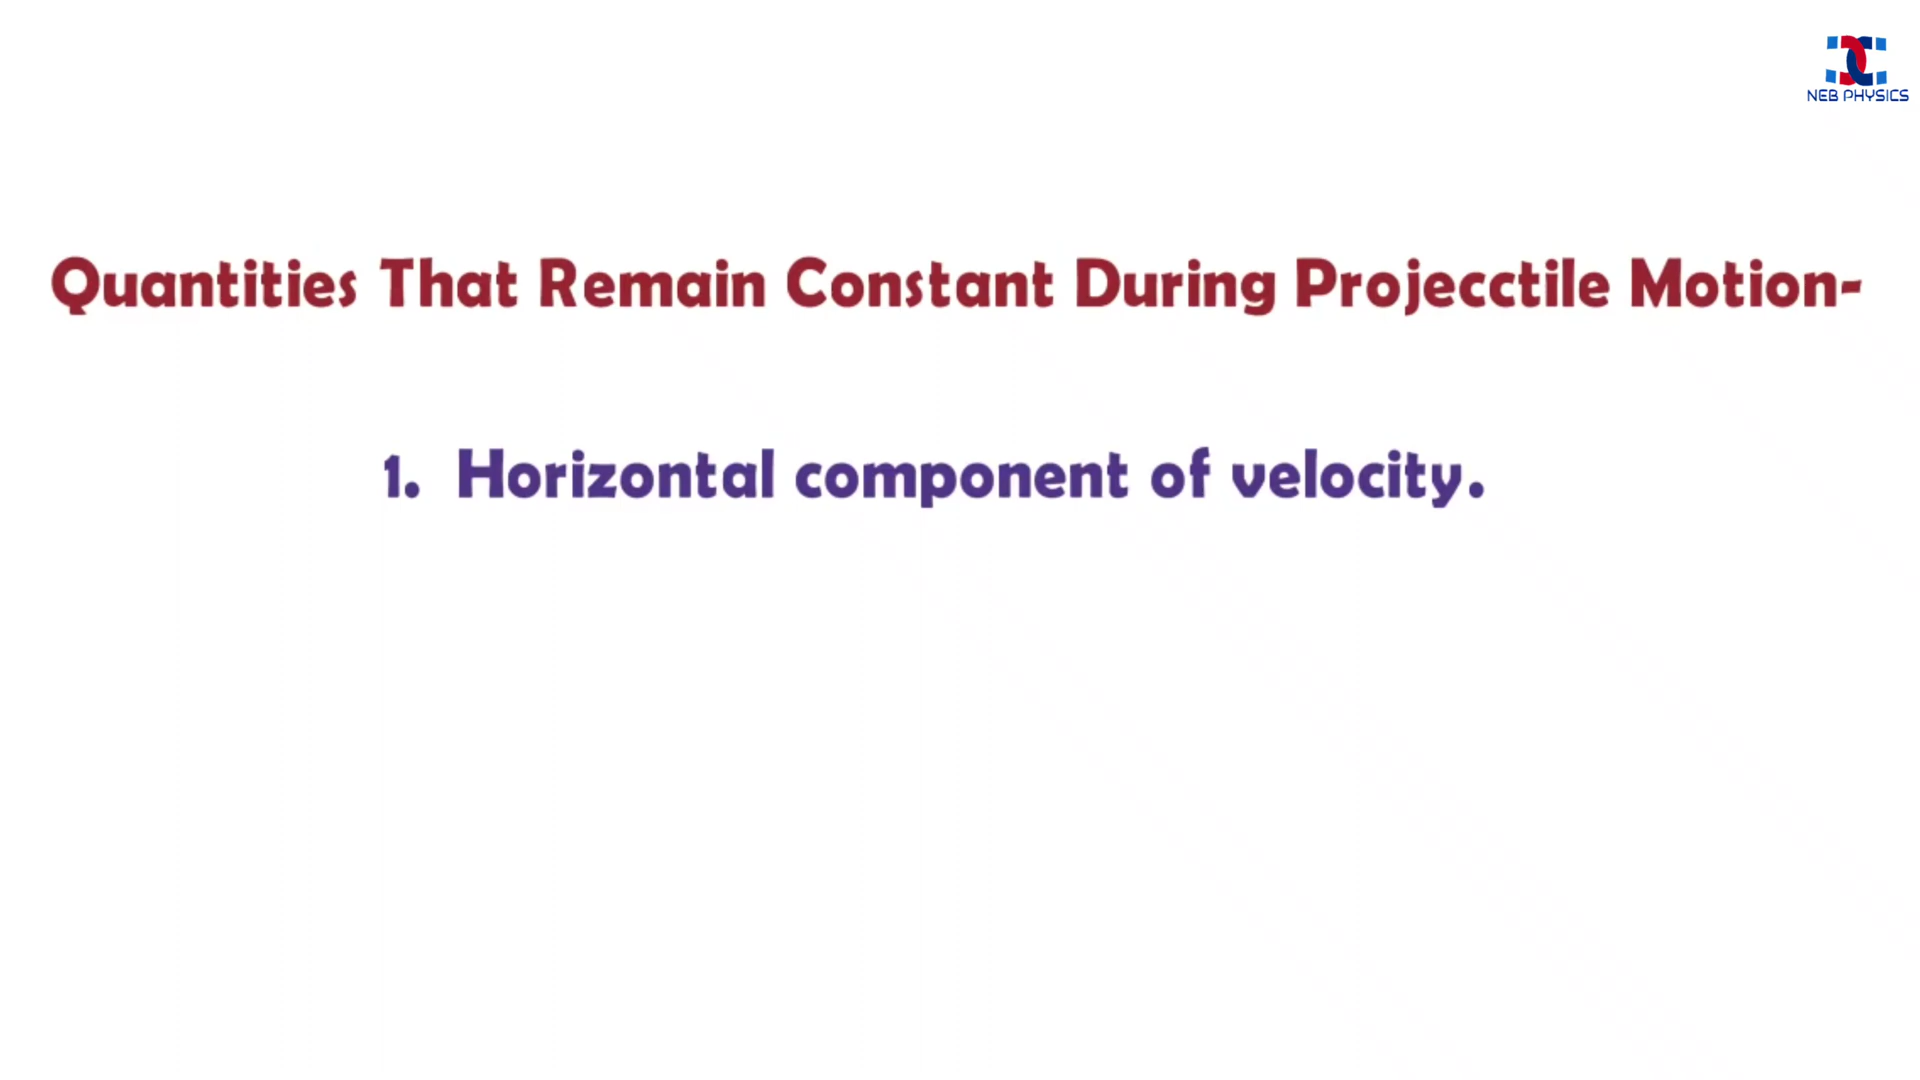 NEB PHYSICS
Quantities That Remain Constant During Projecctile Motion-
1. Horizontal component of velocity.